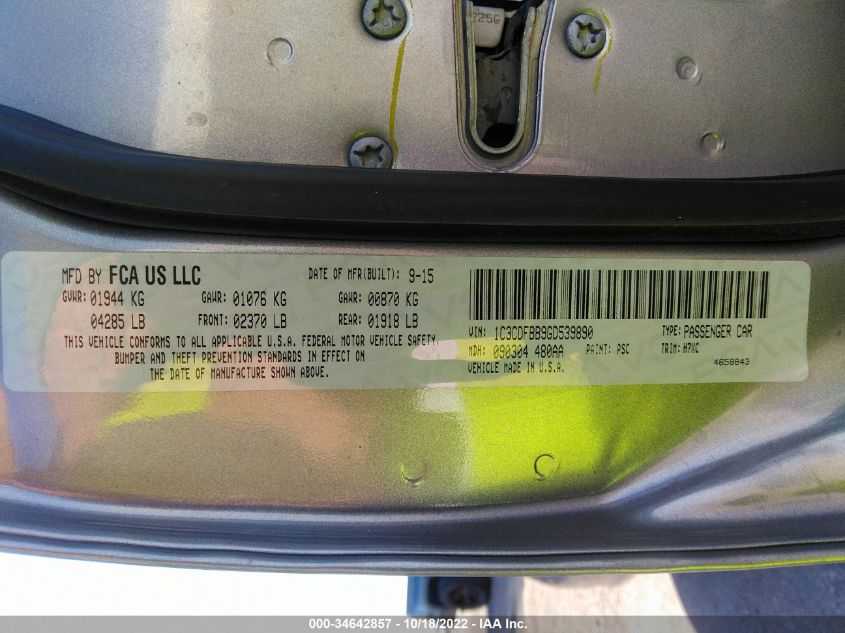 225G
MFD BY FCA US LLC DATE OF MFR(BUILT): 9-15
GVWR:01944 KG GAWR:01076 KG GAWR:00870 KG
04285 LB FRONT:02370 LB REAR:01918 LB
THIS VEHICLE CONFORMS TO ALL APPLICABLE U.S.A. FEDERAL MOTOR VEHICLE SAFETY,
BUMPER AND THEFT PREVENTION STANDARDS IN EFFECT ON
THE DATE OF MANUFACTURE SHOWN ABOVE.
VIN: 1C3CDFBB9GD539890 TYPE: PASSENGER CAR
MDH: 090304 480AA PAINT: PSC TRIM: H7XC
VEHICLE MADE IN U.S.A. 4658843
000-34642857 - 10/18/2022 - IAA Inc.